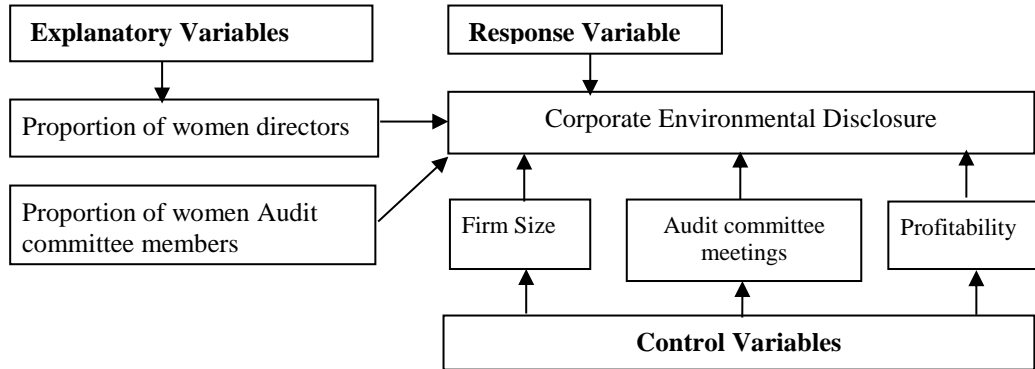 Explanatory Variables
Response Variable
Proportion of women directors
Corporate Environmental Disclosure
Proportion of women Audit
committee members
Firm Size
Audit committee
meetings
Profitability
Control Variables